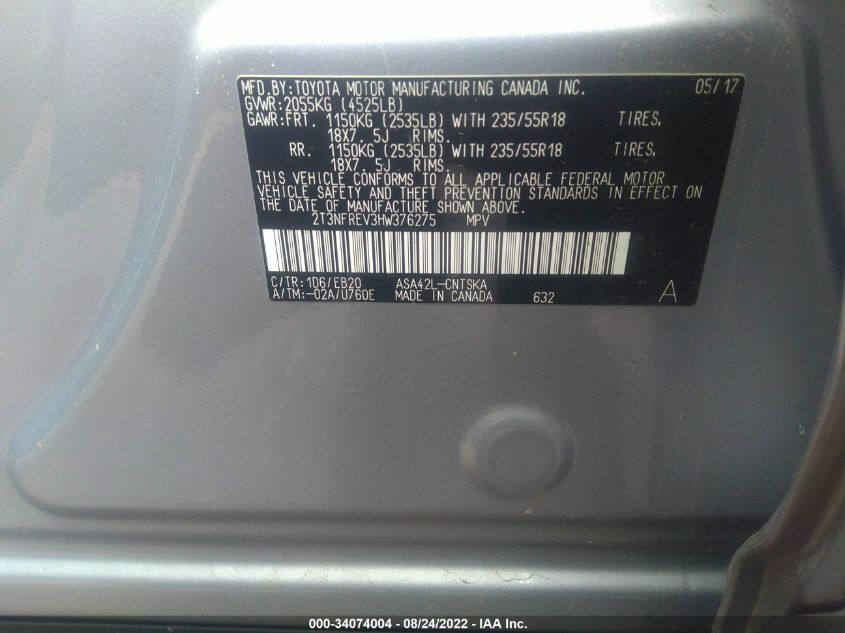 MFD.BY:TOYOTA MOTOR MANUFACTURING CANADA INC. 05/17
GVWR:2055KG (4525LB)
GAWR:FRT. 1150KG (2535LB) WITH 235/55R18 TIRES,
18X7. 5J RIMS.
RR. 1150KG (2535LB) WITH 235/55R18 TIRES,
18X7. 5J RIMS.
THIS VEHICLE CONFORMS TO ALL APPLICABLE FEDERAL MOTOR
VEHICLE SAFETY AND THEFT PREVENTION STANDARDS IN EFFECT ON
THE DATE OF MANUFACTURE SHOWN ABOVE.
2T3NFREV3HW376275 MPV
C/TR:1D6/EB20 ASA42L-CNTSKA
A/TM:-02A/U760E MADE IN CANADA 632 A
000-34074004 - 08/24/2022 - IAA Inc.